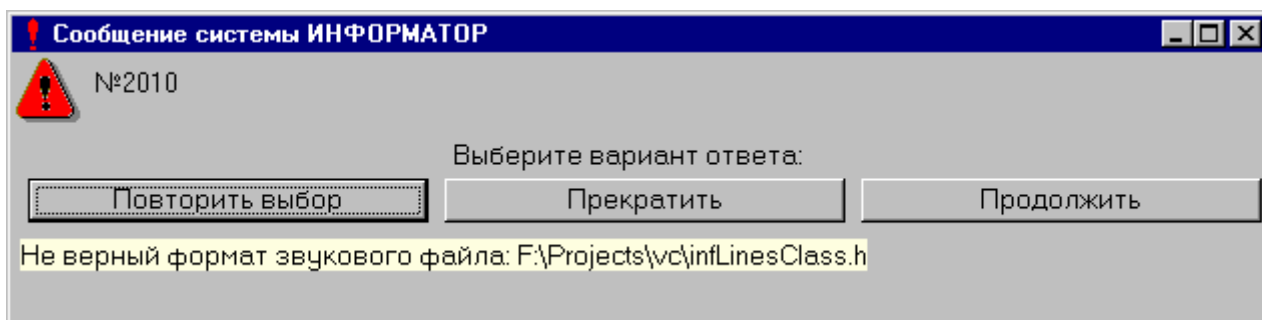 Сообщение системы ИНФОРМАТОР
№2010
Выберите вариант ответа:
Повторить выбор Прекратить Продолжить
Не верный формат звукового файла: F:\Projects\vc\infLinesClass.h